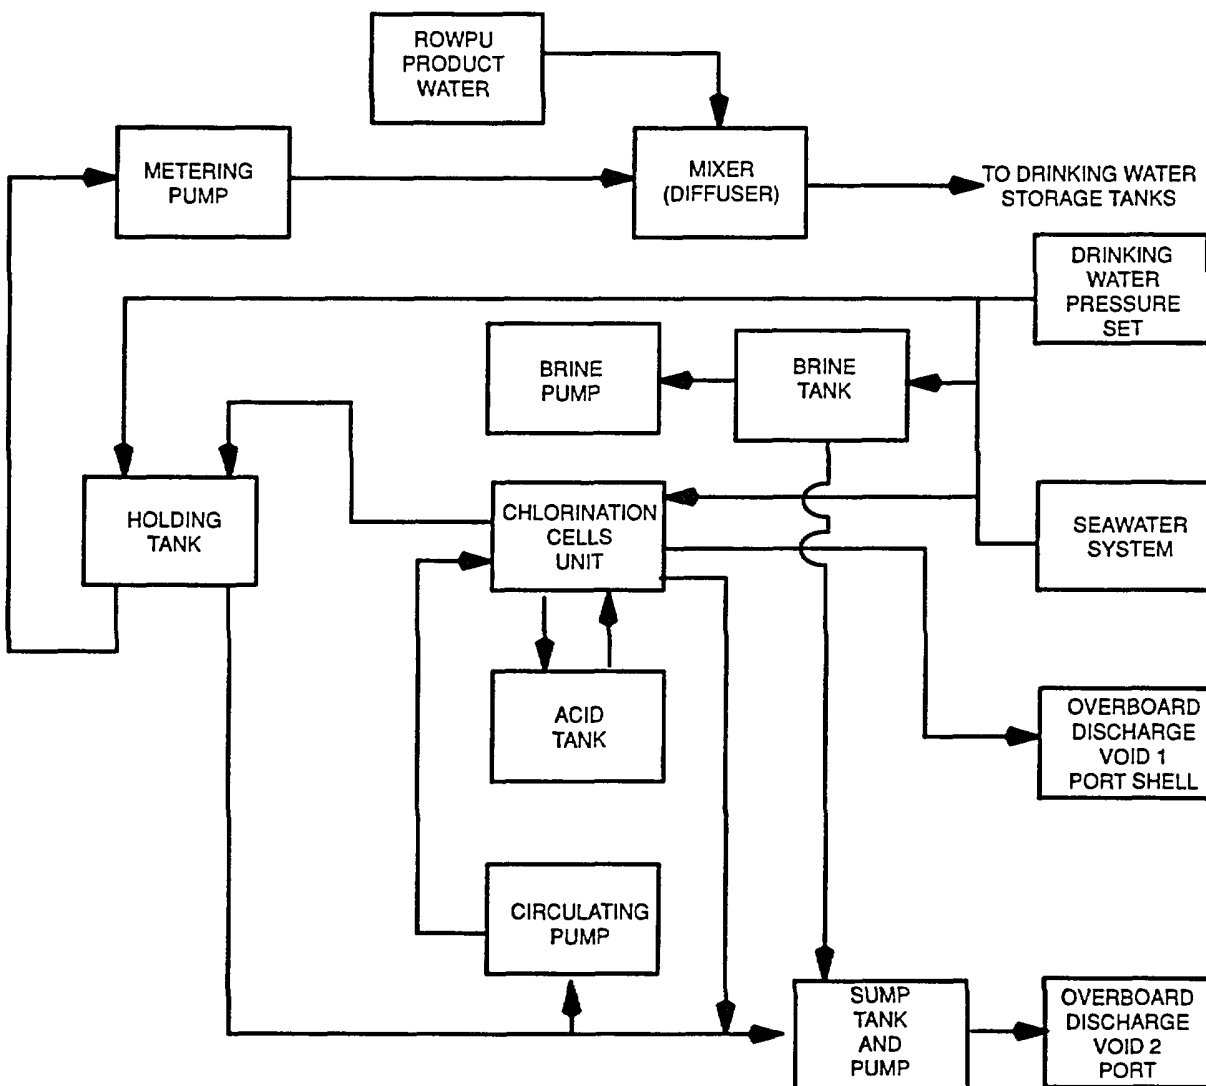 ROWPU
PRODUCT
WATER
METERING
PUMP
MIXER
(DIFFUSER)
TO DRINKING WATER
STORAGE TANKS
DRINKING
WATER
PRESSURE
SET
BRINE
PUMP
BRINE
TANK
HOLDING
TANK
CHLORINATION
CELLS
UNIT
SEAWATER
SYSTEM
ACID
TANK
OVERBOARD
DISCHARGE
VOID 1
PORT SHELL
CIRCULATING
PUMP
SUMP
TANK
AND
PUMP
OVERBOARD
DISCHARGE
VOID 2
PORT